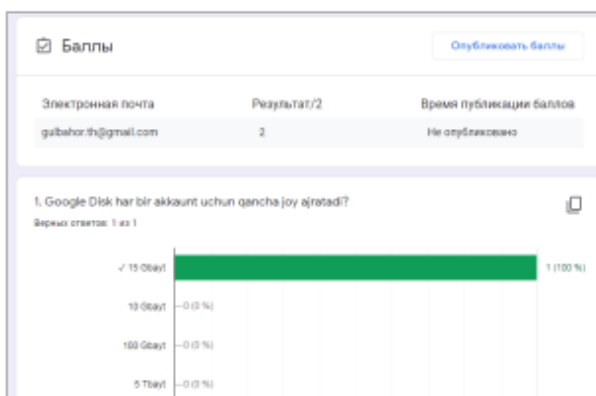 Баллы
Опубликовать баллы
Электронная почта Результат/2 Время публикации баллов
gulbahor.th@gmail.com 2 Не опубликовано
1. Google Disk har bir akkaunt uchun qancha joy ajratadi?
Верных ответов: 1 из 1
✓ 15 Gbayt 1 (100 %)
10 Gbayt 0 (0 %)
100 Gbayt 0 (0 %)
5 Tbayt 0 (0 %)